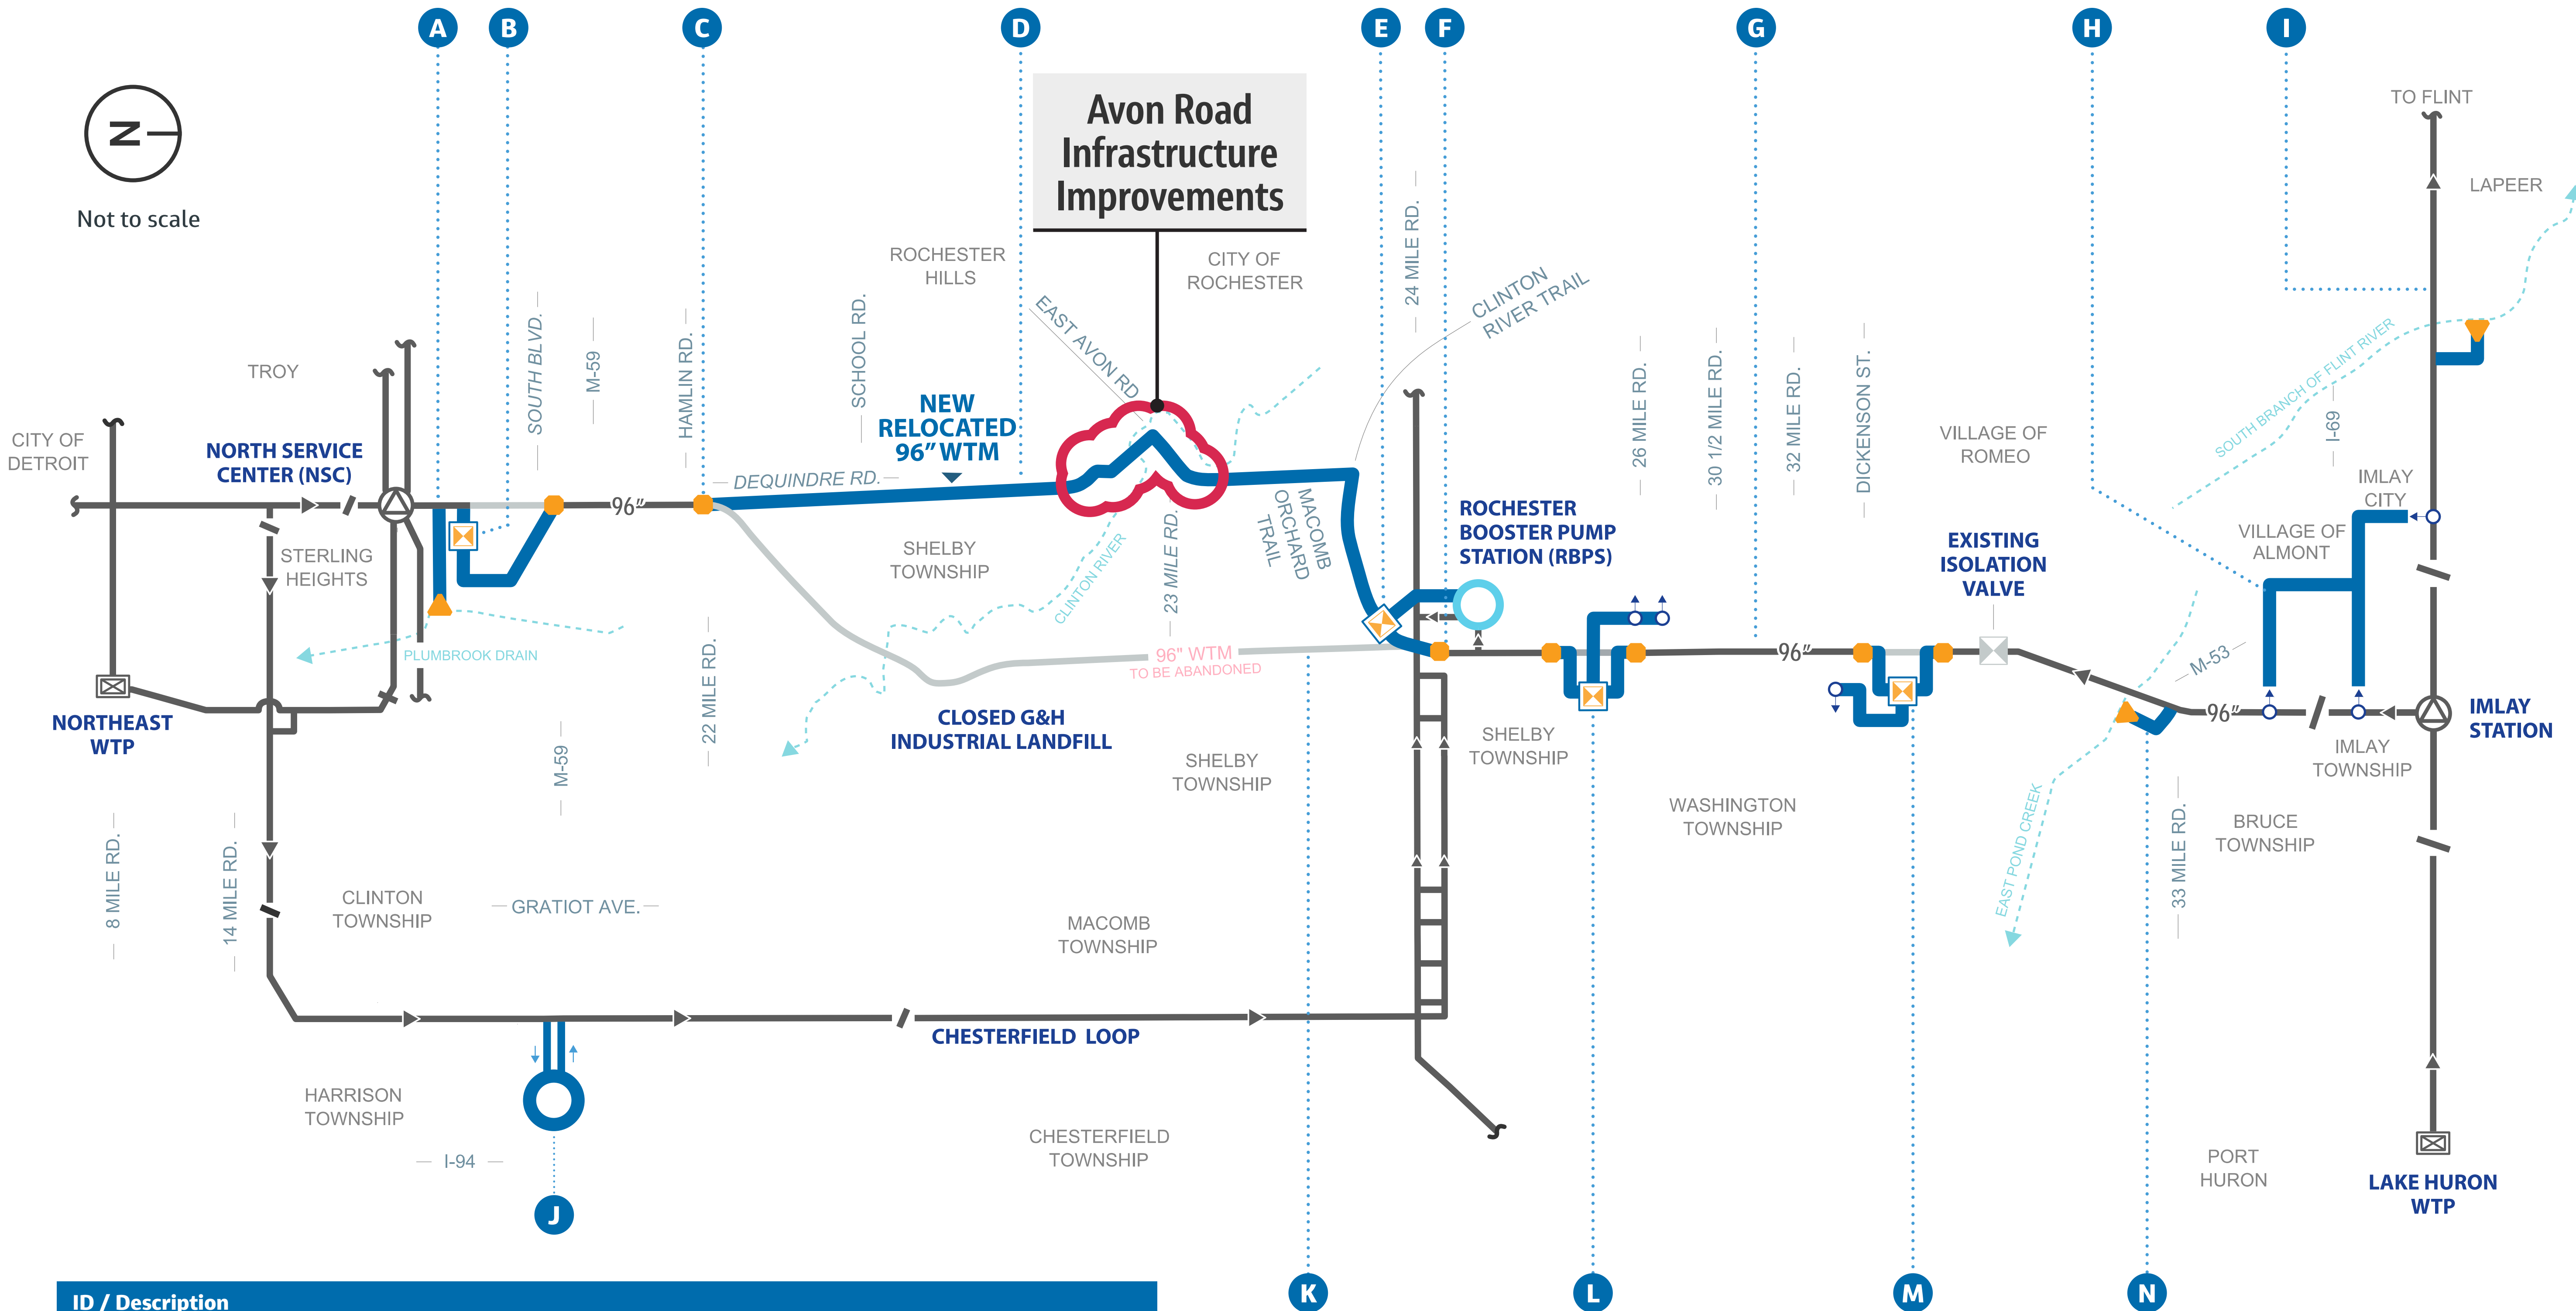 A
B
C
D
E
F
G
H
I
N
Not to scale
Avon Road
Infrastructure
Improvements
TO FLINT
LAPEER
ROCHESTER
HILLS
CITY OF
ROCHESTER
24 MILE RD.
CLINTON
RIVER TRAIL
EAST AVON RD
SOUTH BLVD.
M-59
HAMLIN RD.
SCHOOL RD.
TROY
26 MILE RD.
30 1/2 MILE RD.
32 MILE RD.
DICKENSON ST.
SOUTH BRANCH OF FLINT RIVER
I-69
CITY OF
DETROIT
NORTH SERVICE
CENTER (NSC)
NEW
RELOCATED
96” WTM
DEQUINDRE RD.
96”
VILLAGE OF
ROMEO
IMLAY
CITY
MACOMB
ORCHARD
TRAIL
ROCHESTER
BOOSTER PUMP
STATION (RBPS)
EXISTING
ISOLATION
VALVE
VILLAGE OF
ALMONT
STERLING
HEIGHTS
SHELBY
TOWNSHIP
CLINTON RIVER
23 MILE RD.
PLUMBROOK DRAIN
22 MILE RD.
96" WTM
TO BE ABANDONED
96”
M-53
96”
NORTHEAST
WTP
CLOSED G&H
INDUSTRIAL LANDFILL
SHELBY
TOWNSHIP
SHELBY
TOWNSHIP
IMLAY
STATION
IMLAY
TOWNSHIP
M-59
8 MILE RD.
14 MILE RD.
WASHINGTON
TOWNSHIP
EAST POND CREEK
33 MILE RD.
BRUCE
TOWNSHIP
CLINTON
TOWNSHIP
GRATIOT AVE.
MACOMB
TOWNSHIP
CHESTERFIELD LOOP
HARRISON
TOWNSHIP
CHESTERFIELD
TOWNSHIP
I-94
PORT
HURON
LAKE HURON
WTP
J
K
L
M
N
ID / Description